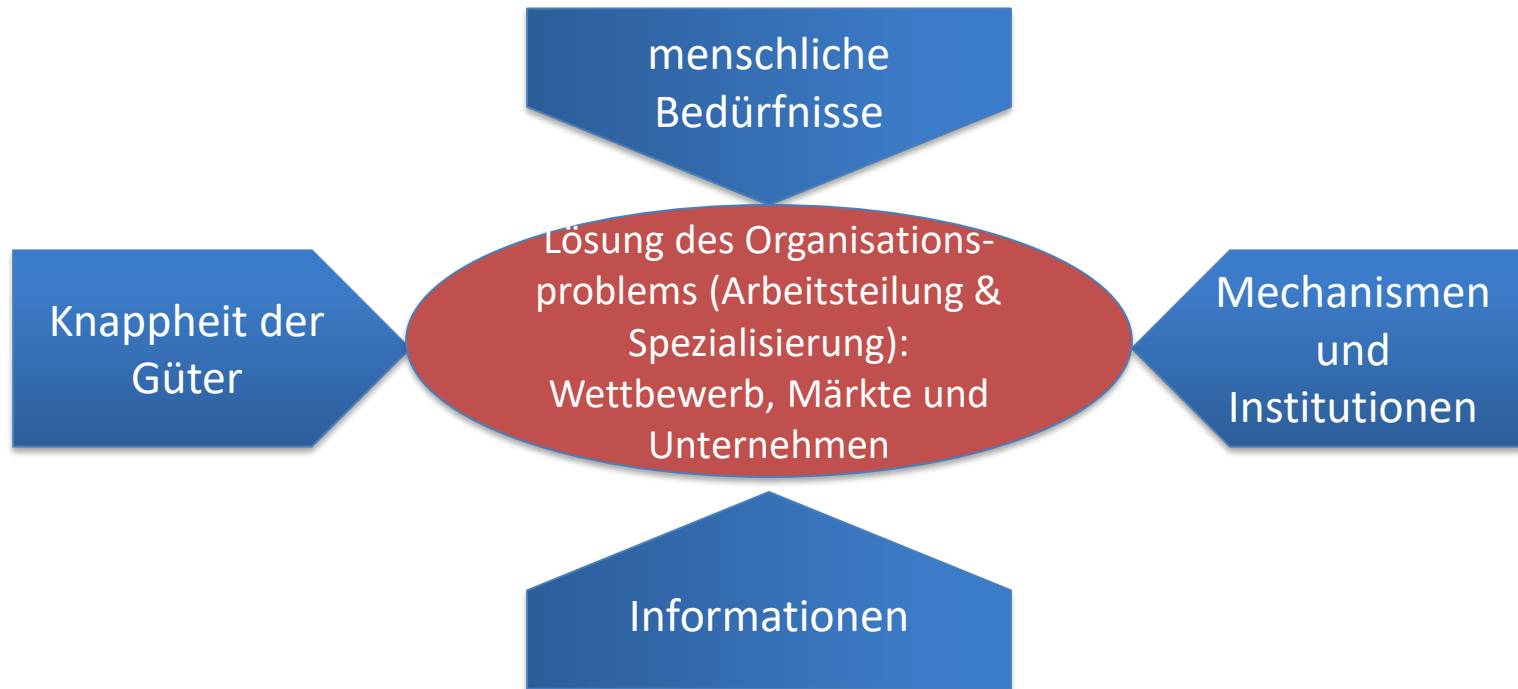 menschliche
Bedürfnisse
Lösung des Organisations-
problems (Arbeitsteilung &
Spezialisierung):
Wettbewerb, Märkte und
Unternehmen
Knappheit der
Güter
Mechanismen
und
Institutionen
Informationen